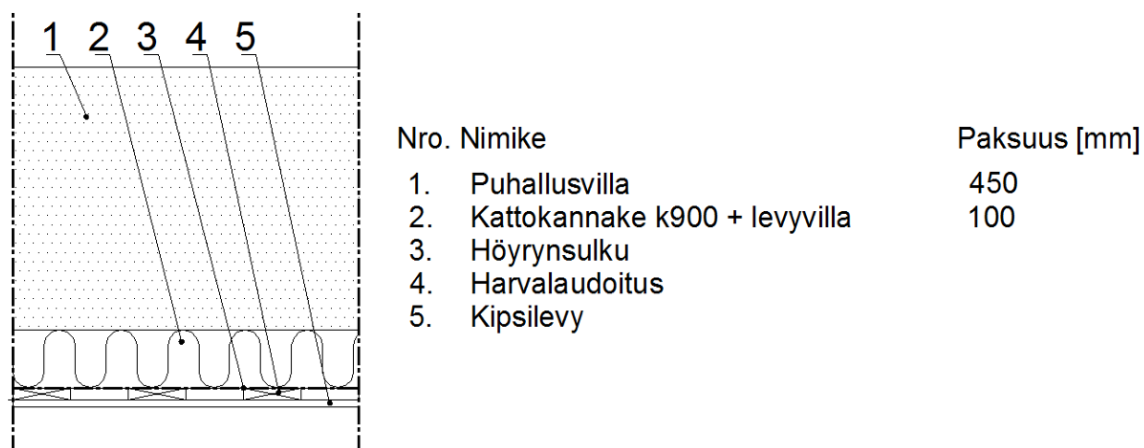 1 2 3 4 5
Nro. Nimike Paksuus [mm]
1. Puhallusvilla 450
2. Kattokannake k900 + levyvilla 100
3. Höyrynsulku
4. Harvalaudoitus
5. Kipsilevy